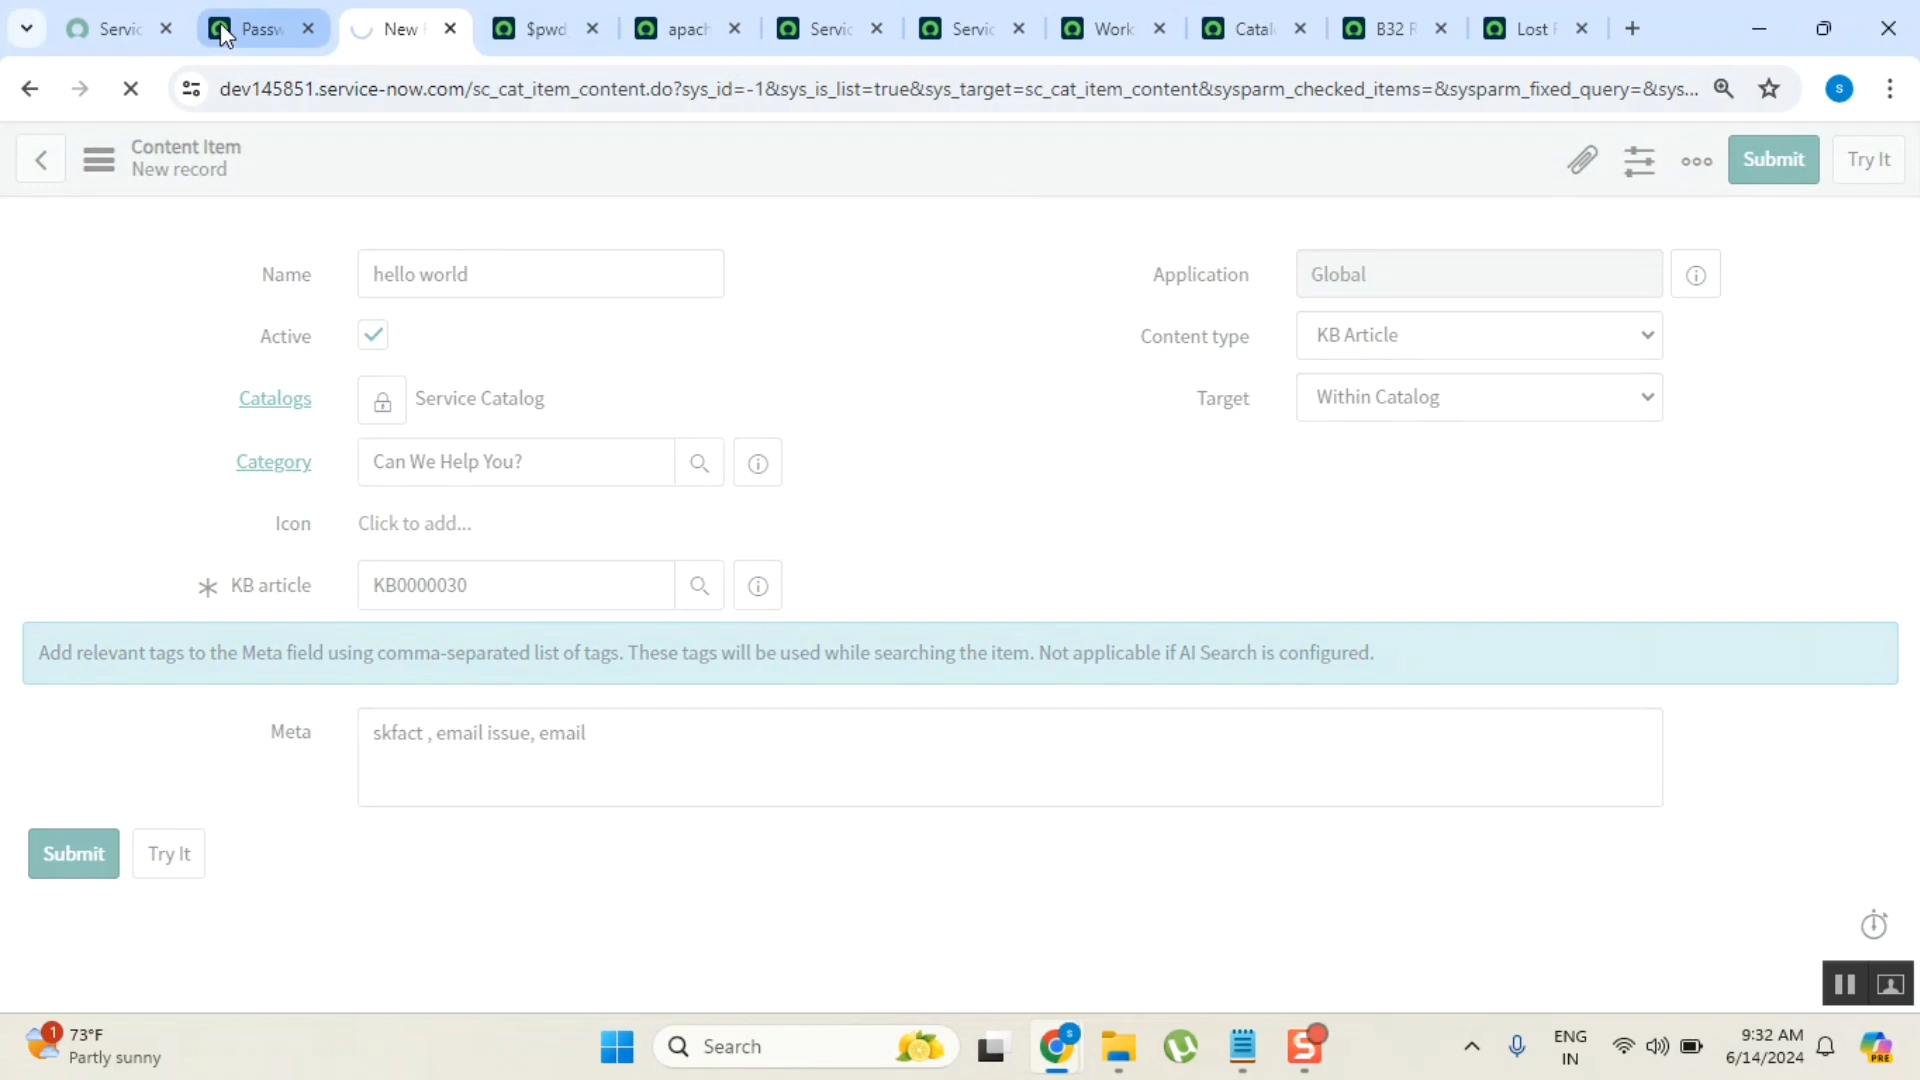 Servic
Passw
New R
$pwd
apach
Servic
Servic
Work
Catal
B32 R
Lost F
dev145851.service-now.com/sc_cat_item_content.do?sys_id=-1&sys_is_list=true&sys_target=sc_cat_item_content&sysparm_checked_items=&sysparm_fixed_query=&sys...
S
Content Item
New record
Submit
Try It
Name
hello world
Application
Global
Active
Content type
KB Article
Catalogs
Service Catalog
Target
Within Catalog
Category
Can We Help You?
Icon
Click to add...
KB article
KB0000030
Add relevant tags to the Meta field using comma-separated list of tags. These tags will be used while searching the item. Not applicable if AI Search is configured.
Meta
skfact , email issue, email
Submit
Try It
1
73°F
Partly sunny
Search
S
S
ENG
IN
9:32 AM
6/14/2024
PRE